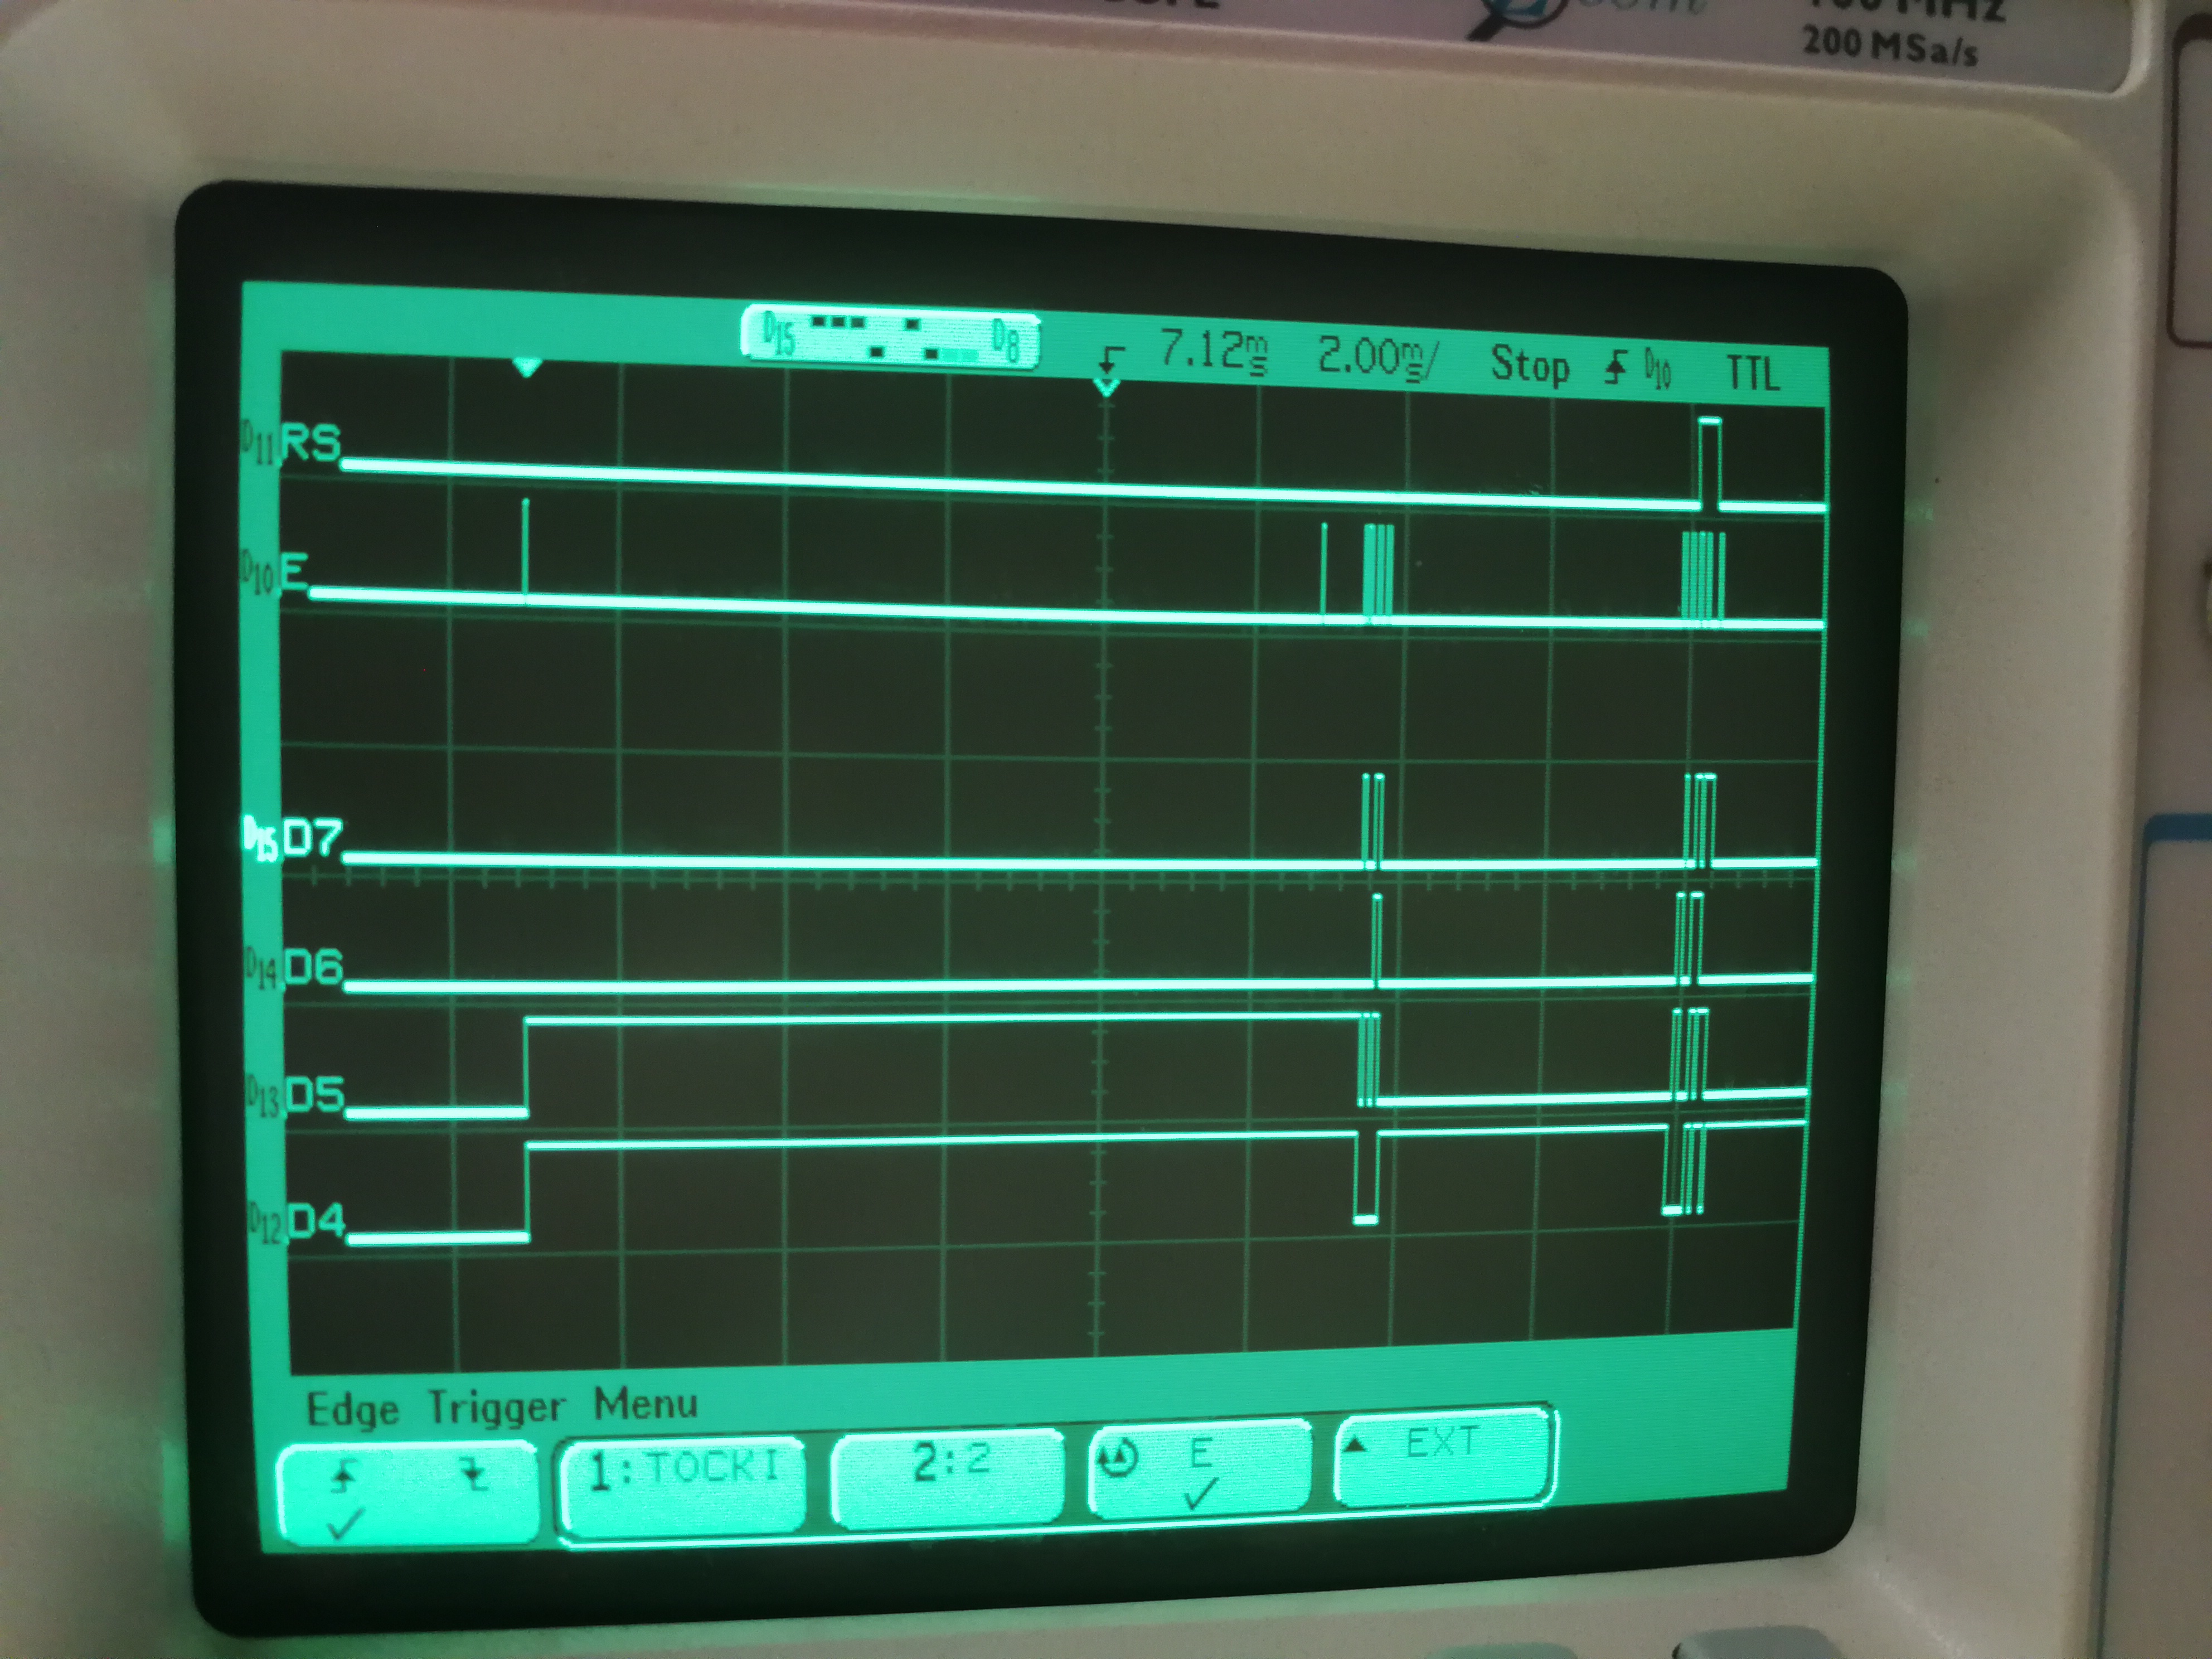 200 MSa/s
D15 D8 7.12ms 2.00ms/ Stop D10 TTL
D11 RS
D10 E
D15 D7
D14 D6
D13 D5
D12 D4
Edge Trigger Menu
1:TOCKI 2:2 E EXT